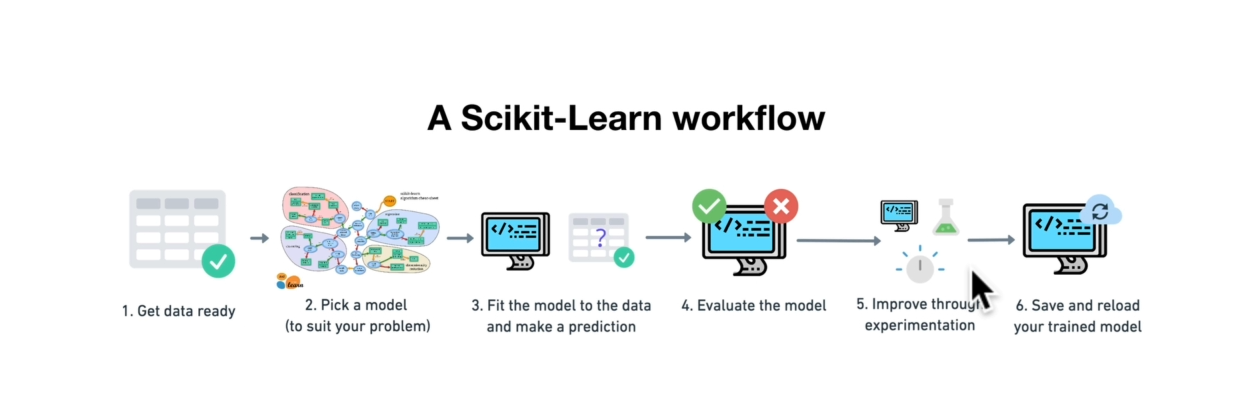 A Scikit-Learn workflow
1. Get data ready
2. Pick a model
(to suit your problem)
3. Fit the model to the data
and make a prediction
?
4. Evaluate the model
5. Improve through
experimentation
6. Save and reload
your trained model
learn